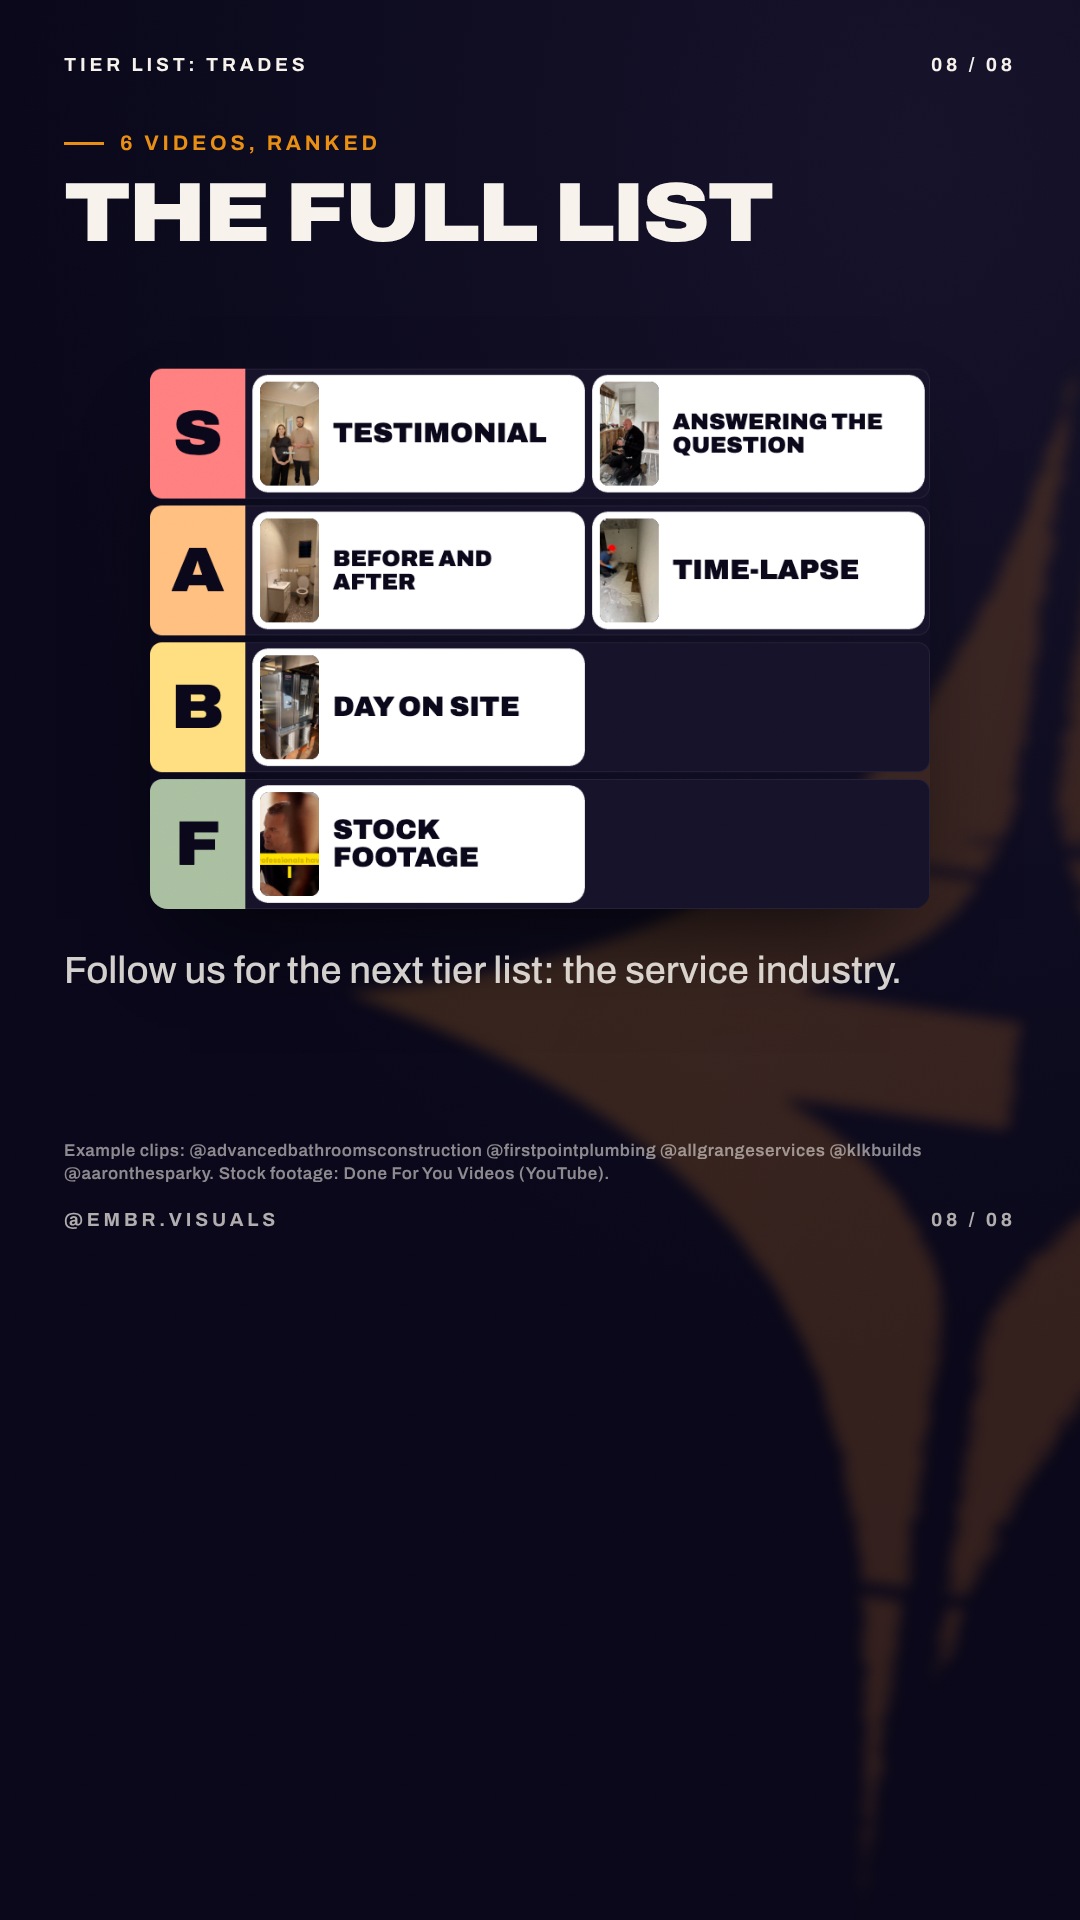 TIER LIST: TRADES
08 / 08
6 VIDEOS, RANKED
THE FULL LIST
S
TESTIMONIAL
ANSWERING THE
QUESTION
A
BEFORE AND
AFTER
TIME-LAPSE
B
DAY ON SITE
F
STOCK
FOOTAGE
Follow us for the next tier list: the service industry.
Example clips: @advancedbathroomsconstruction @firstpointplumbing @allgrangeservices @klkbuilds
@aaronthesparky. Stock footage: Done For You Videos (YouTube).
@EMBR.VISUALS
08 / 08